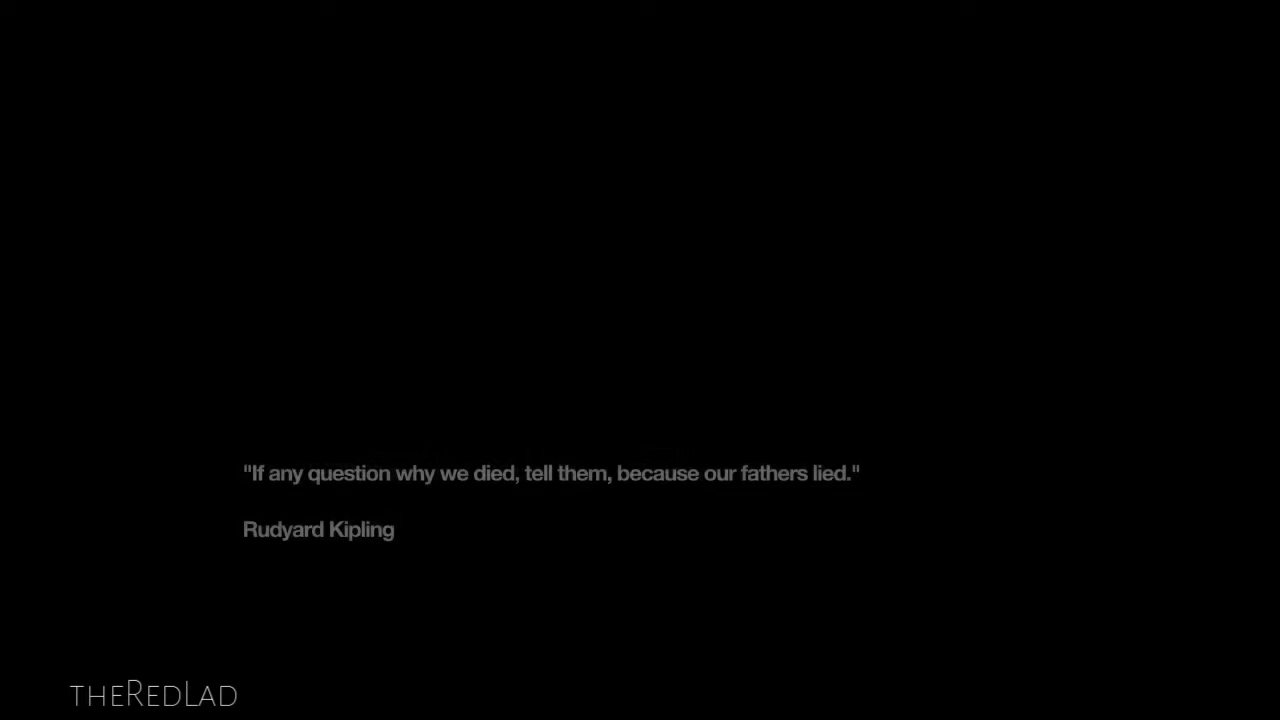 "If any question why we died, tell them, because our fathers lied."
Rudyard Kipling
THEREDLAD